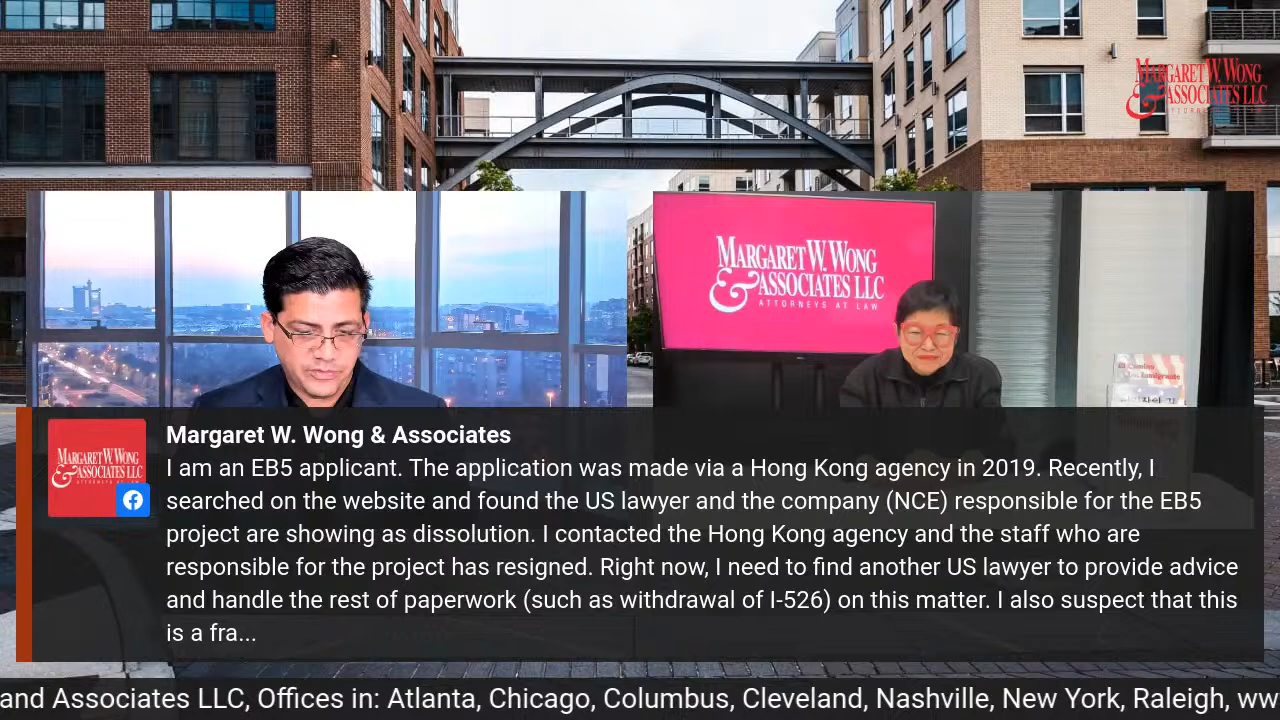 MARGARET W. WONG
& ASSOCIATES LLC
ATTORNEYS AT LAW
MARGARET W. WONG
& ASSOCIATES LLC
ATTORNEYS AT LAW
MARGARET W. WONG
& ASSOCIATES LLC
Margaret W. Wong & Associates
I am an EB5 applicant. The application was made via a Hong Kong agency in 2019. Recently, I
searched on the website and found the US lawyer and the company (NCE) responsible for the EB5
project are showing as dissolution. I contacted the Hong Kong agency and the staff who are
responsible for the project has resigned. Right now, I need to find another US lawyer to provide advice
and handle the rest of paperwork (such as withdrawal of I-526) on this matter. I also suspect that this
is a fra...
and Associates LLC, Offices in: Atlanta, Chicago, Columbus, Cleveland, Nashville, New York, Raleigh, ww